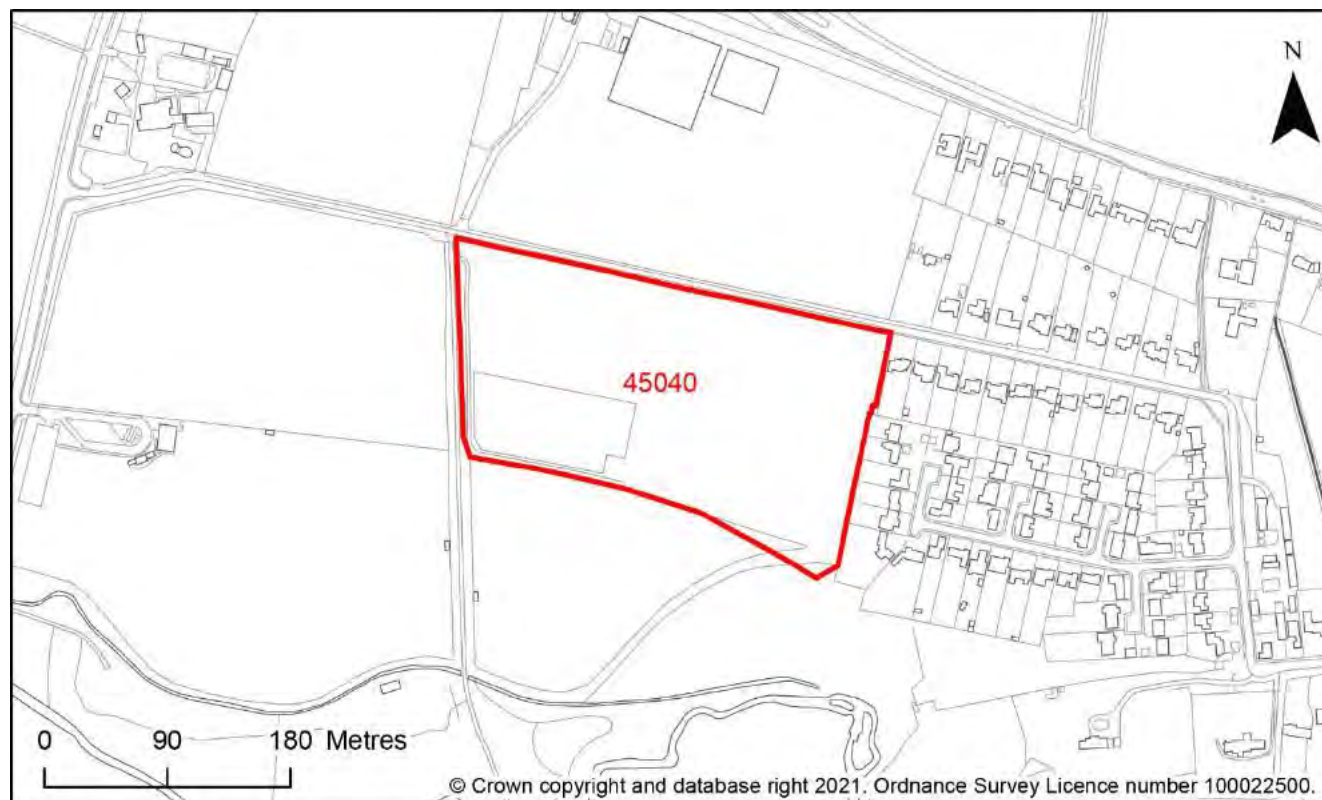 N
45040
0 90 180 Metres
© Crown copyright and database right 2021. Ordnance Survey Licence number 100022500.